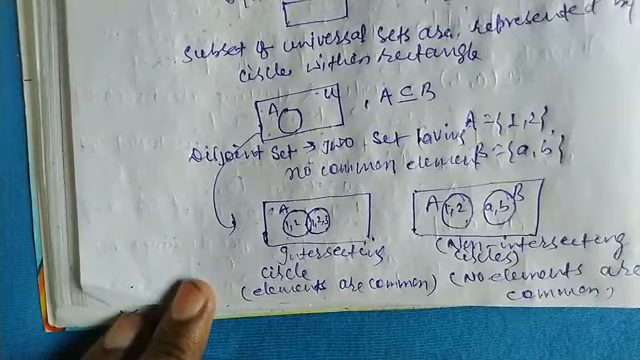 subset of universal sets are, represented
circle within rectangle
A U
A ⊆ B
Disjoint set → Two set having A={1,2}
no common element B={a,b}
A 1,2 1,2,3
A 1,2 a,b B
Intersecting
circle
(elements are common)
(Non-intersecting
circles)
(No elements are
common)